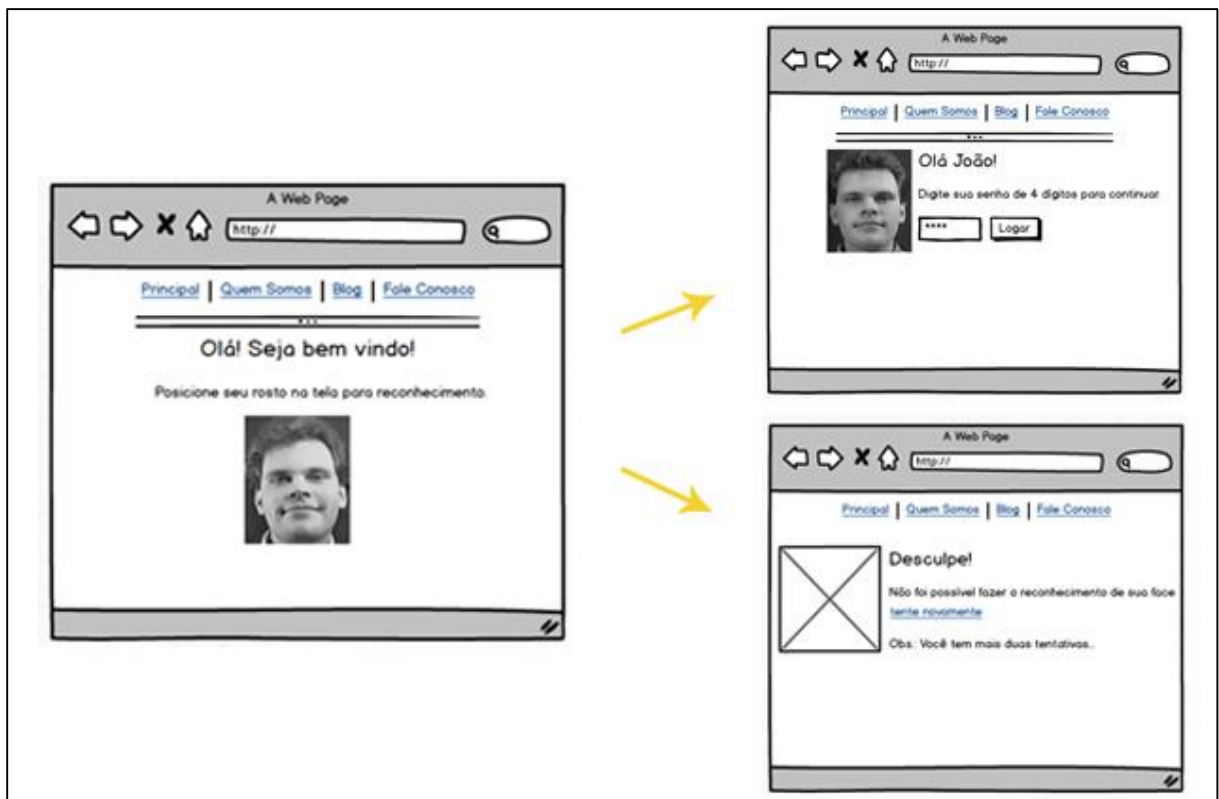 A Web Page
http://
Principal | Quem Somos | Blog | Fale Conosco
Olá! Seja bem vindo!
Posicione seu rosto na tela para reconhecimento.
A Web Page
http://
Principal | Quem Somos | Blog | Fale Conosco
Olá João!
Digite sua senha de 4 dígitos para continuar.
**** Logar
A Web Page
http://
Principal | Quem Somos | Blog | Fale Conosco
Desculpe!
Não foi possível fazer o reconhecimento de sua face
tente novamente
Obs.: Você tem mais duas tentativas..